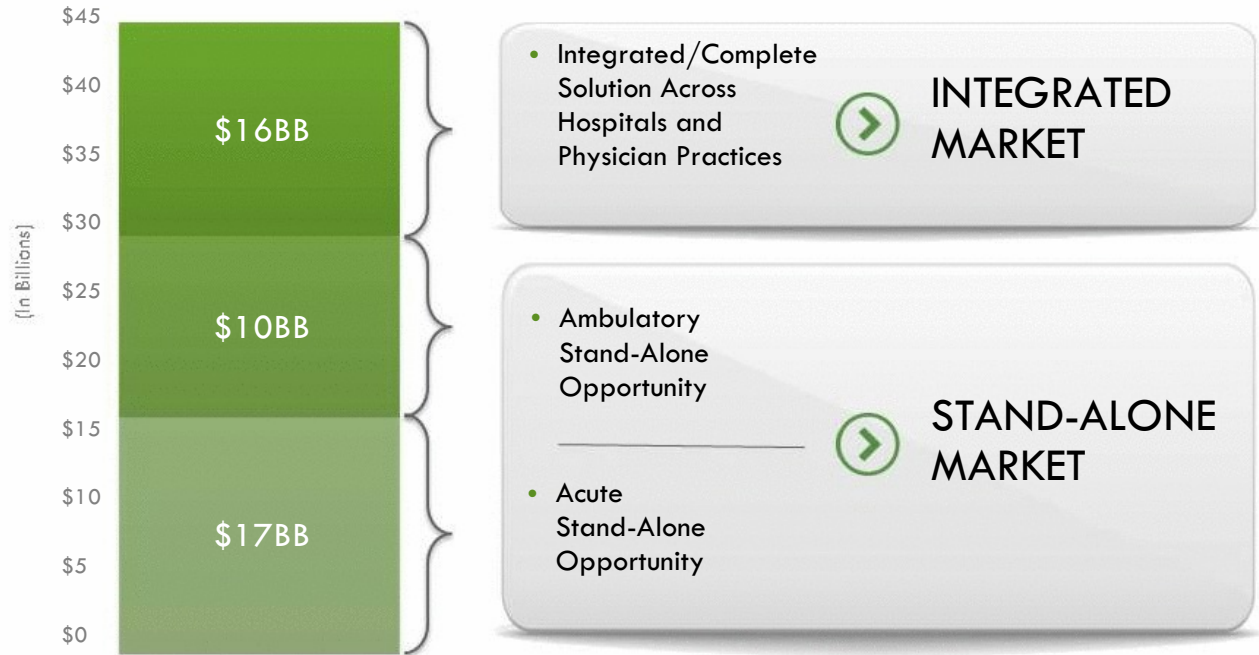 $45
$40
$35
$30
$25
$20
$15
$10
$5
$0
(In Billions)
$16BB
$10BB
$17BB
• Integrated/Complete
Solution Across
Hospitals and
Physician Practices
INTEGRATED
MARKET
• Ambulatory
Stand-Alone
Opportunity
• Acute
Stand-Alone
Opportunity
STAND-ALONE
MARKET